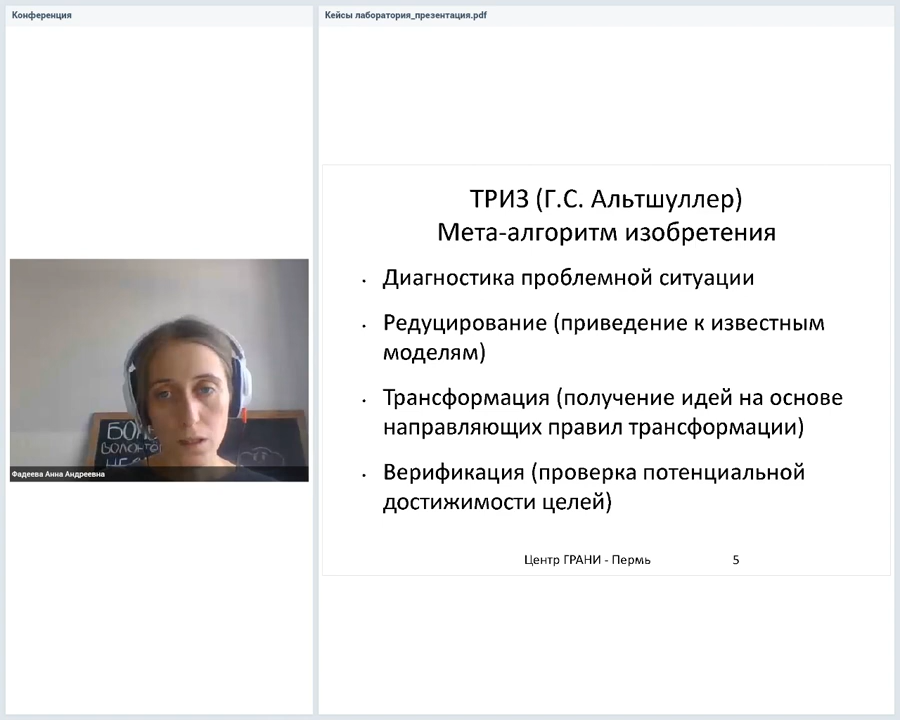 Конференция
Кейсы лаборатория_презентация.pdf
ТРИЗ (Г.С. Альтшуллер)
Мета-алгоритм изобретения
• Диагностика проблемной ситуации
• Редуцирование (приведение к известным
моделям)
• Трансформация (получение идей на основе
направляющих правил трансформации)
• Верификация (проверка потенциальной
достижимости целей)
Центр ГРАНИ - Пермь 5
Фадеева Анна Андреевна